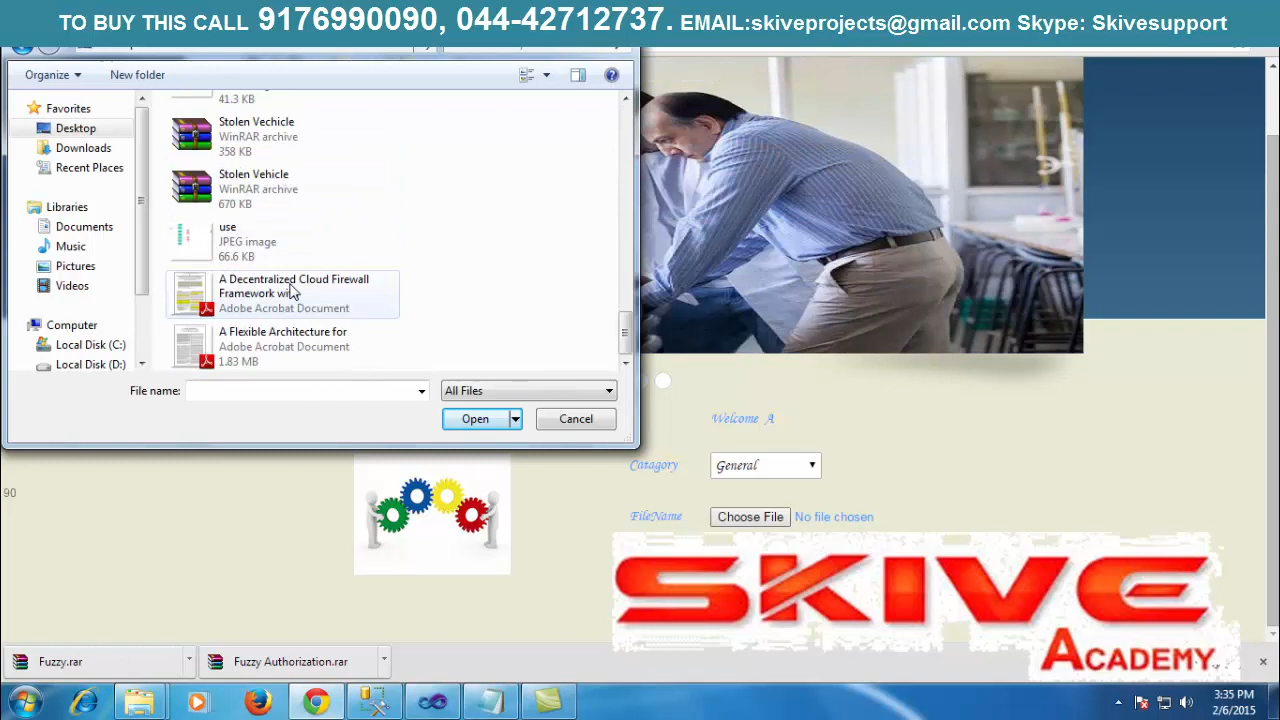 TO BUY THIS CALL 9176990090, 044-42712737. EMAIL:skiveprojects@gmail.com Skype: Skivesupport
Organize
New folder
Favorites
Desktop
Downloads
Recent Places
Libraries
Documents
Music
Pictures
Videos
Computer
Local Disk (C:)
Local Disk (D:)
41.3 KB
Stolen Vechicle
WinRAR archive
358 KB
Stolen Vehicle
WinRAR archive
670 KB
use
JPEG image
66.6 KB
A Decentralized Cloud Firewall
Framework wi
Adobe Acrobat Document
A Flexible Architecture for
Adobe Acrobat Document
1.83 MB
File name:
All Files
Open
Cancel
Welcome A
Catagory
General
90
FileName
Choose File No file chosen
SKIVE
ACADEMY
Fuzzy.rar
Fuzzy Authorization.rar
3:35 PM
2/6/2015